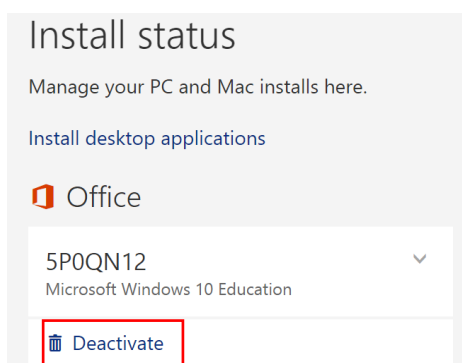 Install status
Manage your PC and Mac installs here.
Install desktop applications
Office
5P0QN12
Microsoft Windows 10 Education
Deactivate